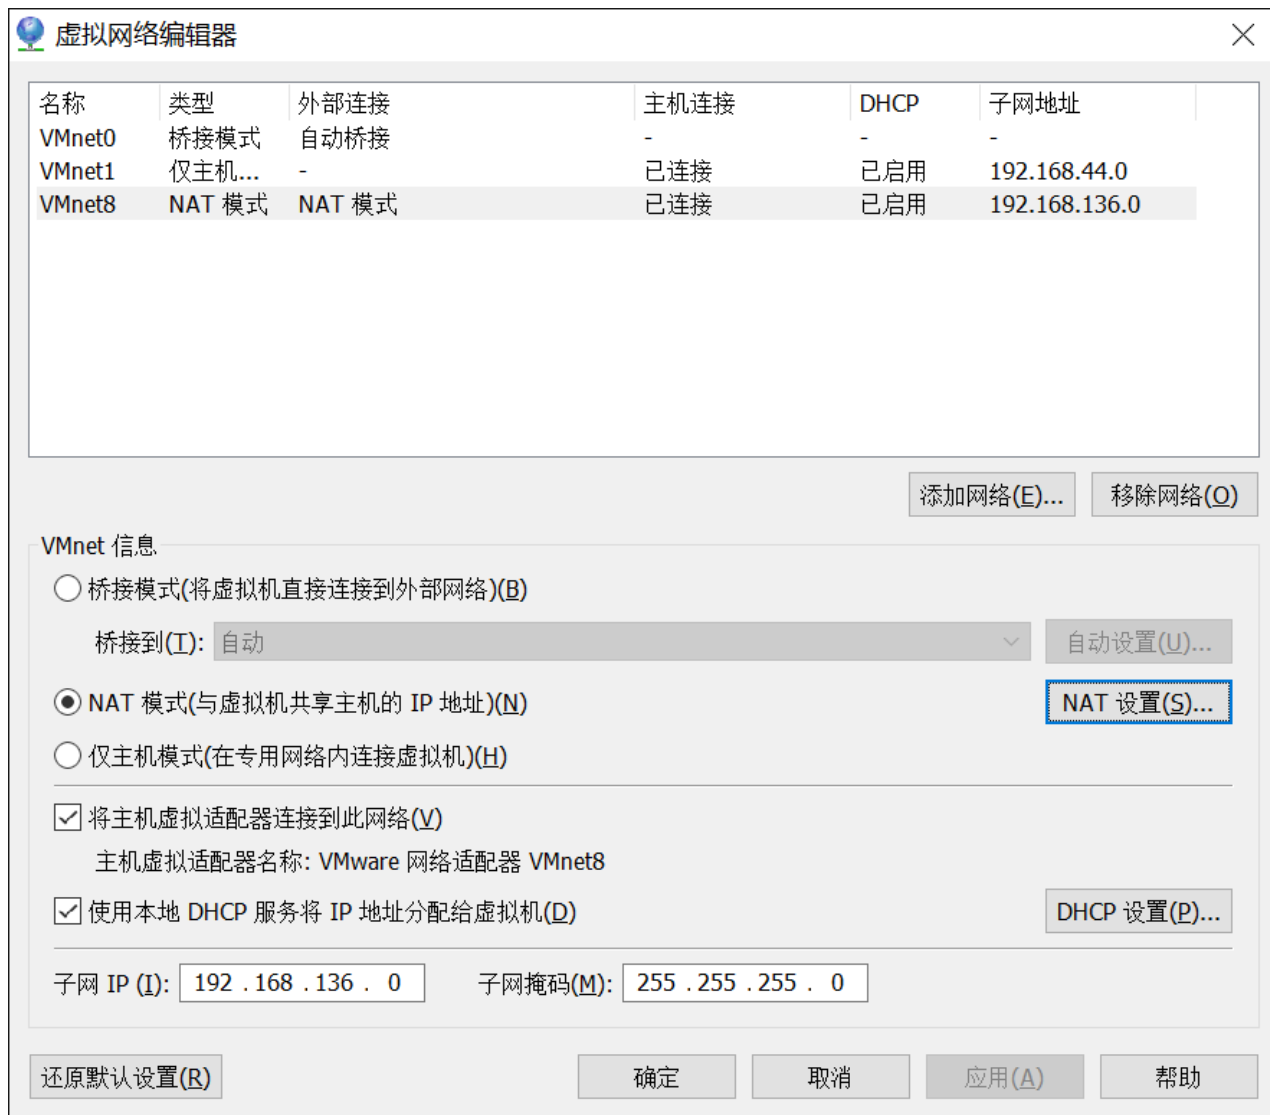 虚拟网络编辑器
名称 类型 外部连接 主机连接 DHCP 子网地址
VMnet0 桥接模式 自动桥接 - - -
VMnet1 仅主机... - 已连接 已启用 192.168.44.0
VMnet8 NAT 模式 NAT 模式 已连接 已启用 192.168.136.0
添加网络(E)... 移除网络(O)
VMnet 信息
桥接模式(将虚拟机直接连接到外部网络)(B)
桥接到(T): 自动 自动设置(U)...
NAT 模式(与虚拟机共享主机的 IP 地址)(N) NAT 设置(S)...
仅主机模式(在专用网络内连接虚拟机)(H)
将主机虚拟适配器连接到此网络(V)
主机虚拟适配器名称: VMware 网络适配器 VMnet8
使用本地 DHCP 服务将 IP 地址分配给虚拟机(D) DHCP 设置(P)...
子网 IP (I): 192 . 168 . 136 . 0 子网掩码(M): 255 . 255 . 255 . 0
还原默认设置(R) 确定 取消 应用(A) 帮助